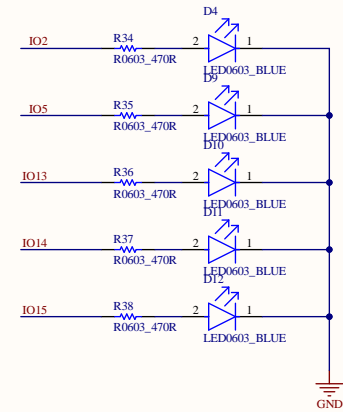 D4
IO2 R34 2 1
R0603_470R LED0603_BLUE
D9
IO5 R35 2 1
R0603_470R LED0603_BLUE
D10
IO13 R36 2 1
R0603_470R LED0603_BLUE
D11
IO14 R37 2 1
R0603_470R LED0603_BLUE
D12
IO15 R38 2 1
R0603_470R LED0603_BLUE
GND